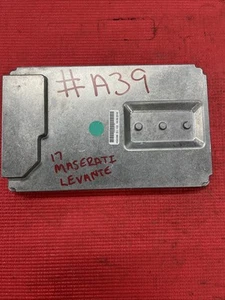 #A39
17
MASERATI
LEVANTE